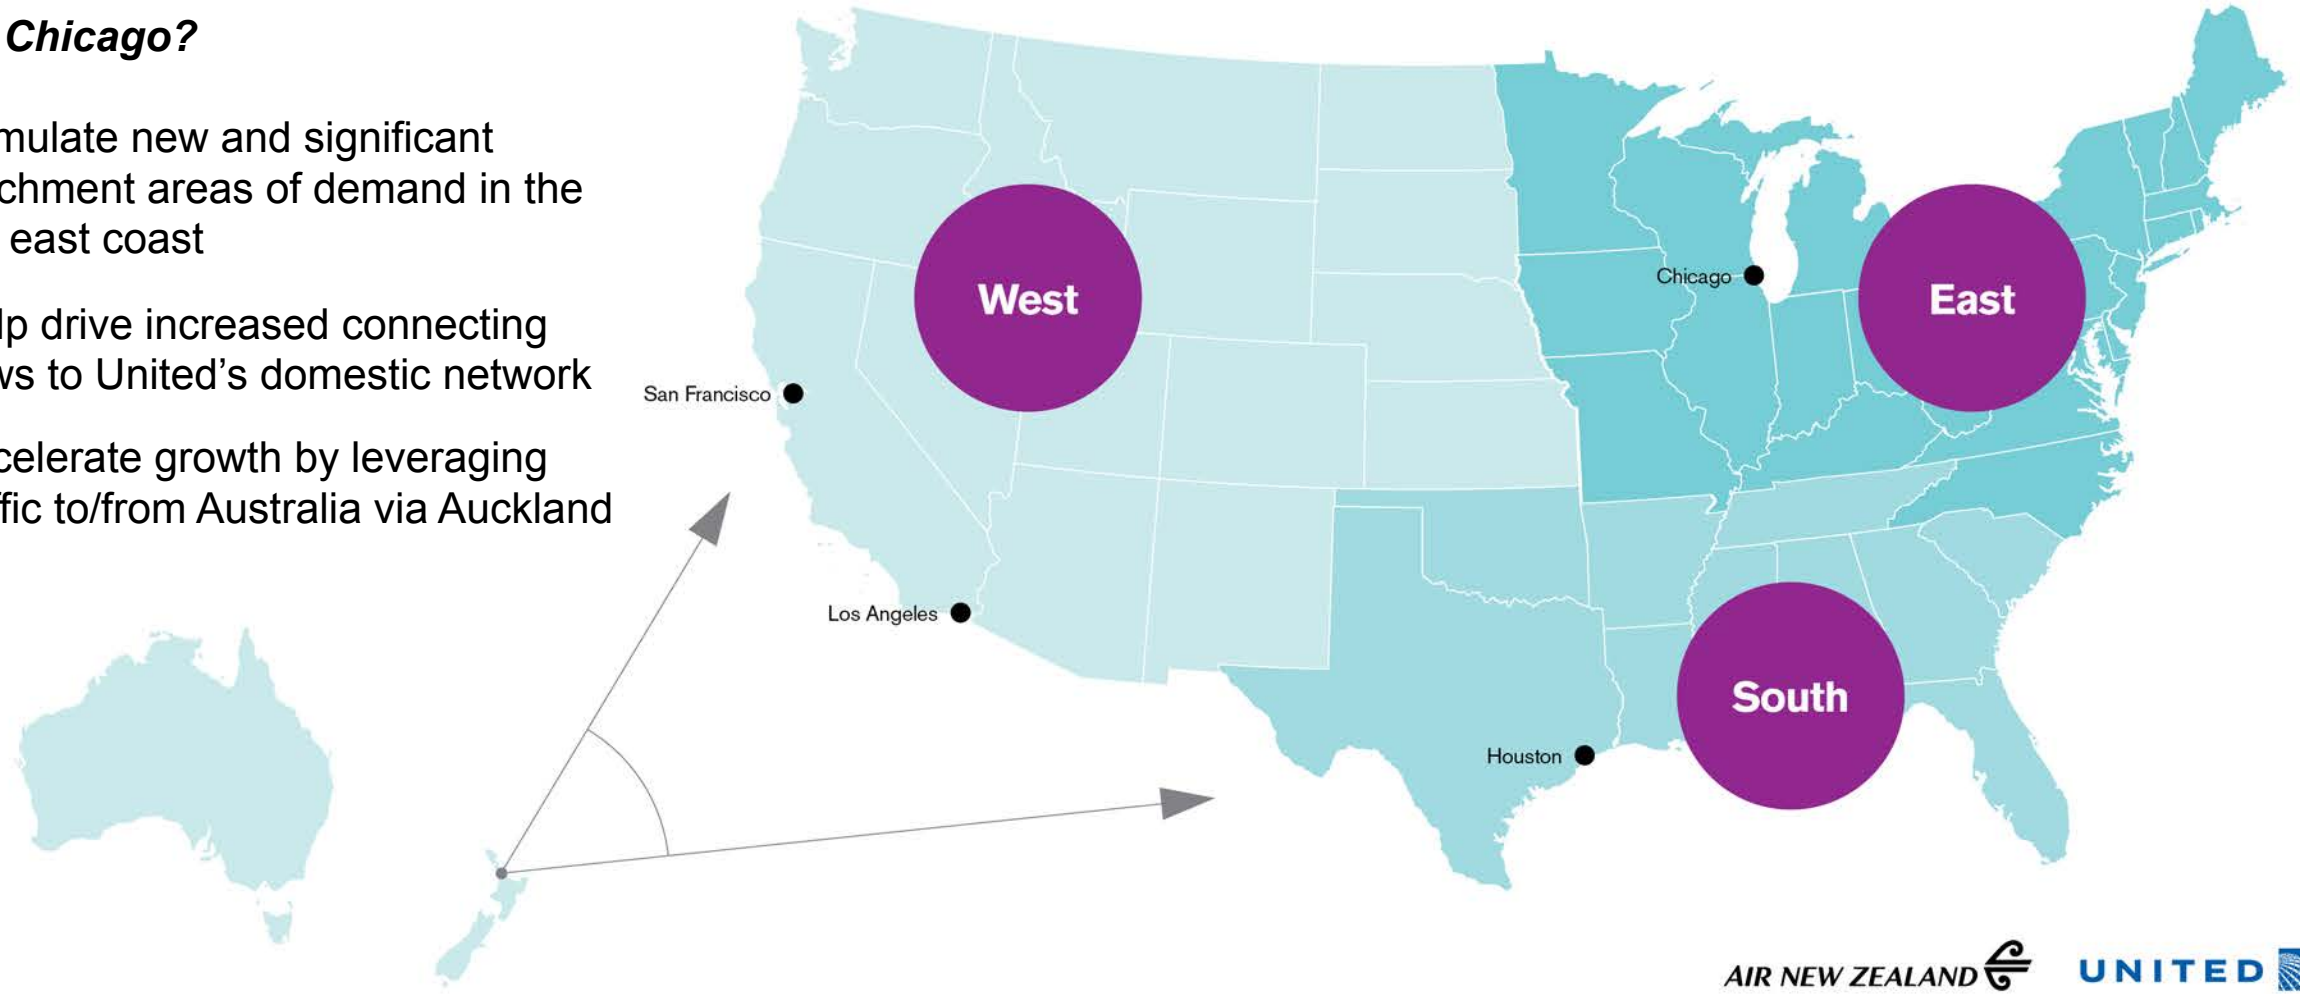 Chicago?
mulate new and significant
chment areas of demand in the
east coast
lp drive increased connecting
ws to United’s domestic network
celerate growth by leveraging
ffic to/from Australia via Auckland
West
East
South
Chicago
San Francisco
Los Angeles
Houston
AIR NEW ZEALAND
UNITED